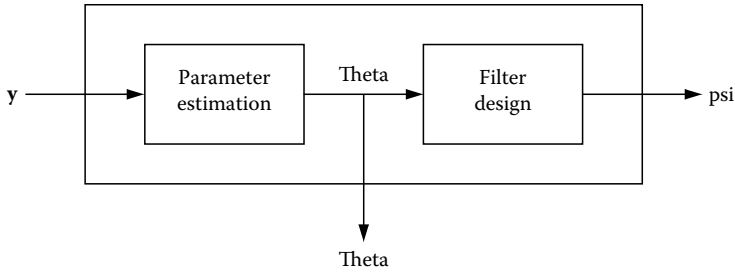 y
Parameter
estimation
Theta
Filter
design
psi
Theta